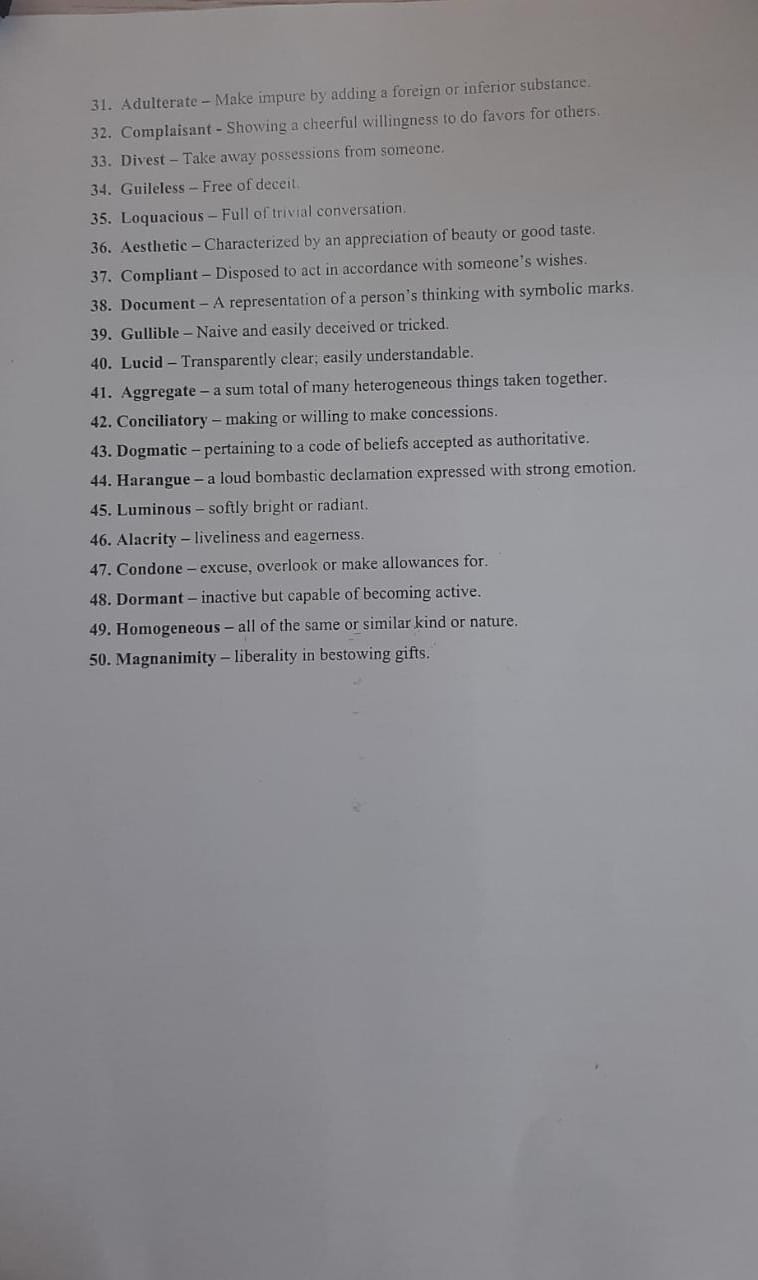 31. Adulterate – Make impure by adding a foreign or inferior substance.
32. Complaisant - Showing a cheerful willingness to do favors for others.
33. Divest – Take away possessions from someone.
34. Guileless – Free of deceit.
35. Loquacious – Full of trivial conversation.
36. Aesthetic – Characterized by an appreciation of beauty or good taste.
37. Compliant – Disposed to act in accordance with someone's wishes.
38. Document – A representation of a person's thinking with symbolic marks.
39. Gullible – Naive and easily deceived or tricked.
40. Lucid – Transparently clear; easily understandable.
41. Aggregate – a sum total of many heterogeneous things taken together.
42. Conciliatory – making or willing to make concessions.
43. Dogmatic – pertaining to a code of beliefs accepted as authoritative.
44. Harangue – a loud bombastic declamation expressed with strong emotion.
45. Luminous – softly bright or radiant.
46. Alacrity – liveliness and eagerness.
47. Condone – excuse, overlook or make allowances for.
48. Dormant – inactive but capable of becoming active.
49. Homogeneous – all of the same or similar kind or nature.
50. Magnanimity – liberality in bestowing gifts.